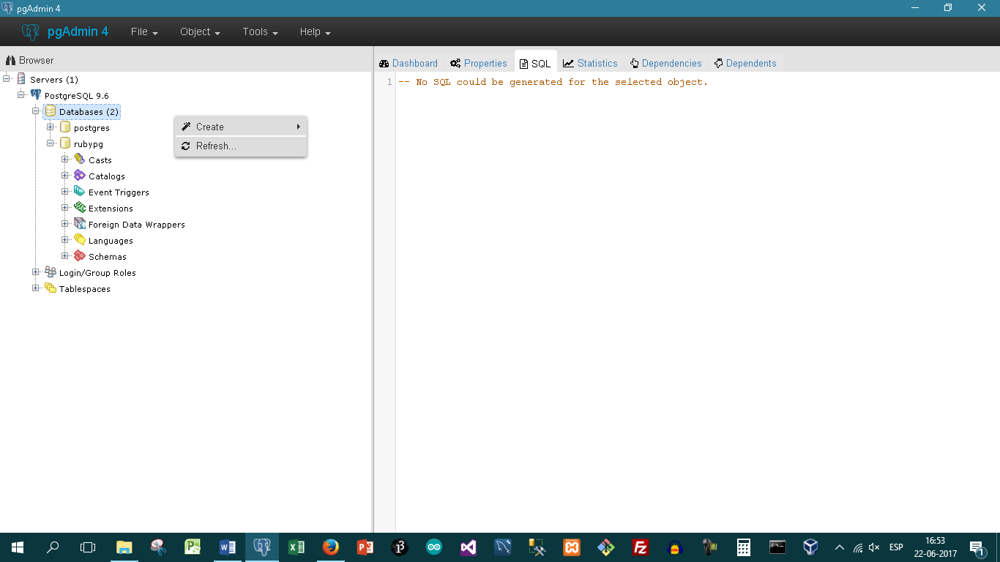 pgAdmin 4
pgAdmin 4 File Object Tools Help
Browser
Servers (1)
PostgreSQL 9.6
Databases (2)
postgres
rubypg
Casts
Catalogs
Event Triggers
Extensions
Foreign Data Wrappers
Languages
Schemas
Login/Group Roles
Tablespaces
Create
Refresh...
Dashboard Properties SQL Statistics Dependencies Dependents
1 -- No SQL could be generated for the selected object.
ESP
16:53
22-06-2017
1